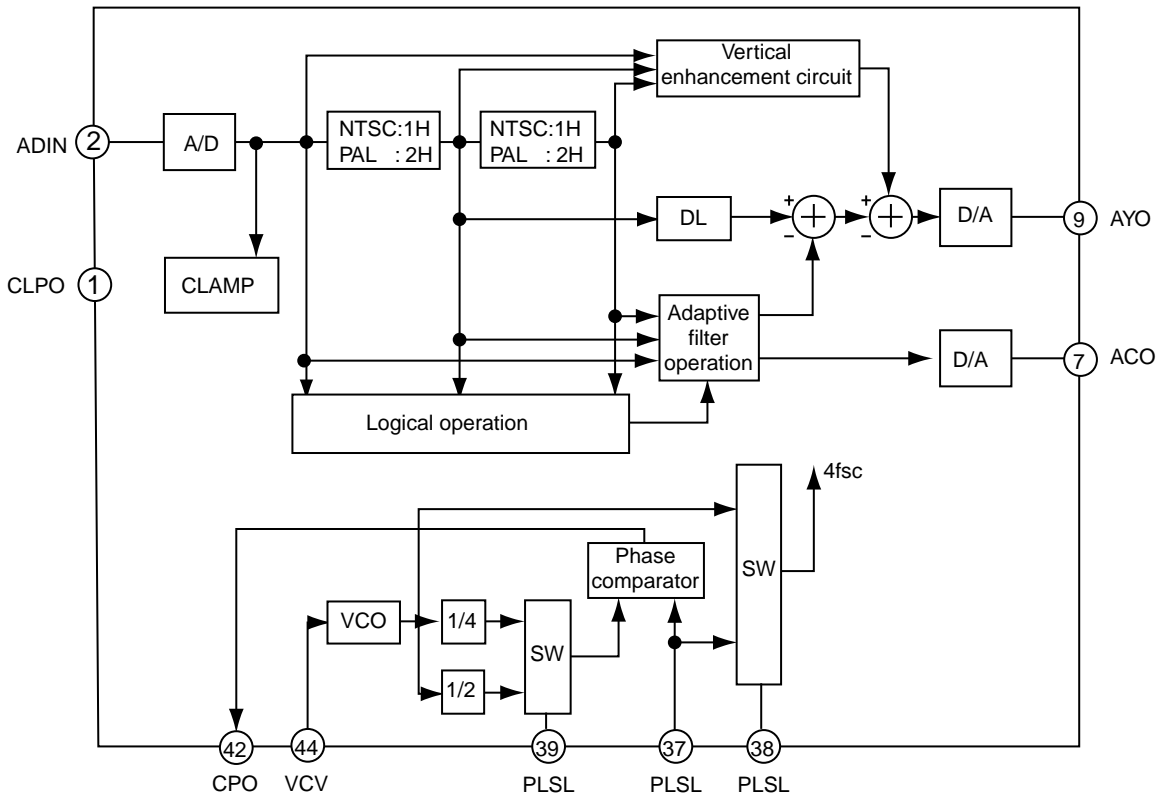 Vertical
enhancement circuit
ADIN
2
A/D
NTSC:1H
PAL : 2H
NTSC:1H
PAL : 2H
+
−
+
−
DL
D/A
9
AYO
CLPO
1
CLAMP
Adaptive
filter
operation
D/A
7
ACO
Logical operation
4fsc
Phase
comparator
SW
VCO
1/4
SW
1/2
42
44
39
37
38
CPO
VCV
PLSL
PLSL
PLSL